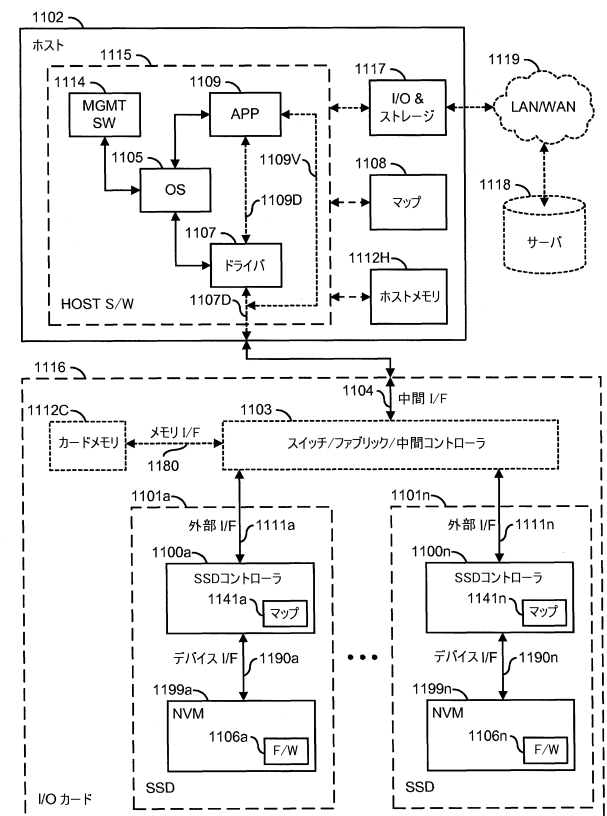 1102
ホスト
1115
1114
MGMT
SW
1109
APP
1117
I/O &
ストレージ
1119
LAN/WAN
1105
OS
1109V
1109D
1108
マップ
1118
サーバ
1107
ドライバ
1112H
ホストメモリ
HOST S/W
1107D
1116
1104
中間 I/F
1112C
カードメモリ
メモリ I/F
1180
1103
スイッチ/ファブリック/中間コントローラ
1101a
外部 I/F
1111a
1100a
SSDコントローラ
1141a
マップ
デバイス I/F
1190a
1199a
NVM
1106a
F/W
SSD
1101n
外部 I/F
1111n
1100n
SSDコントローラ
1141n
マップ
デバイス I/F
1190n
1199n
NVM
1106n
F/W
SSD
I/O カード